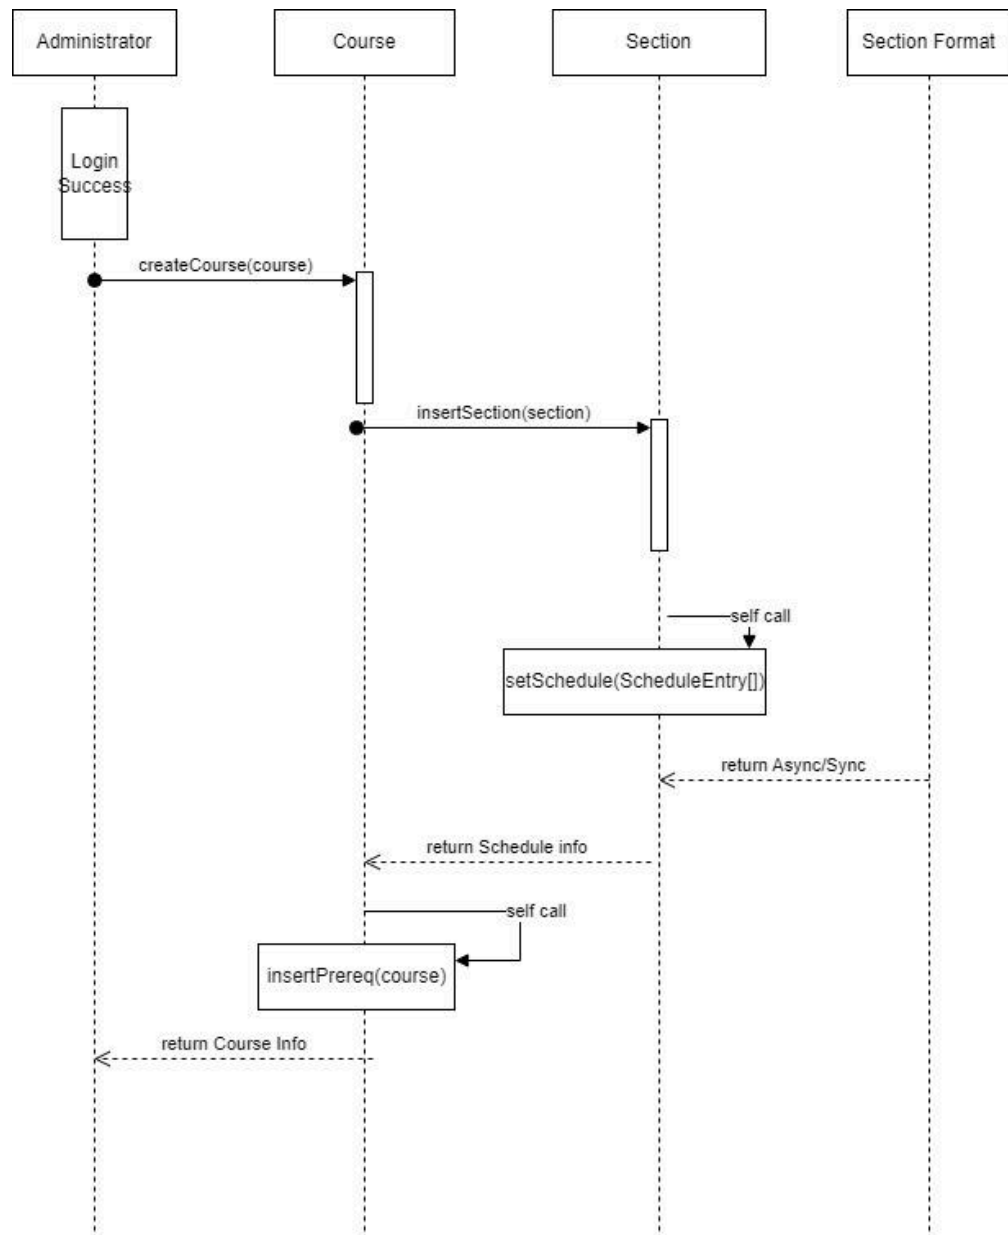 Administrator
Course
Section
Section Format
Login
Success
createCourse(course)
insertSection(section)
self call
setSchedule(ScheduleEntry[])
return Async/Sync
return Schedule info
self call
insertPrereq(course)
return Course Info